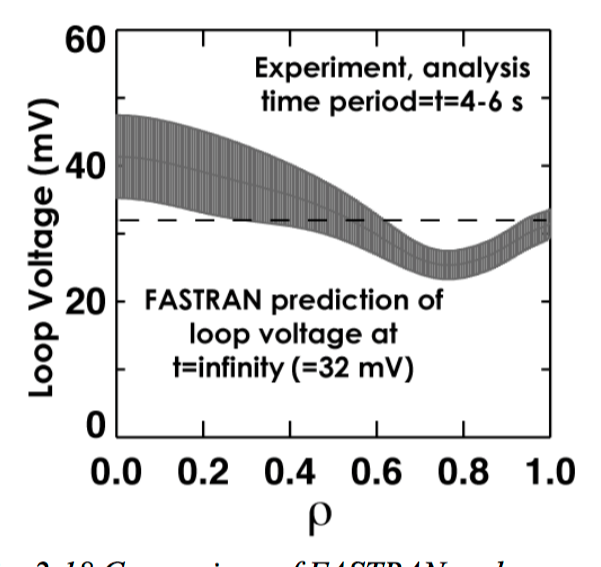 60
Experiment, analysis
time period=t=4-6 s
Loop Voltage (mV)
40
20
FASTRAN prediction of
loop voltage at
t=infinity (=32 mV)
0
0.0 0.2 0.4 0.6 0.8 1.0
ρ